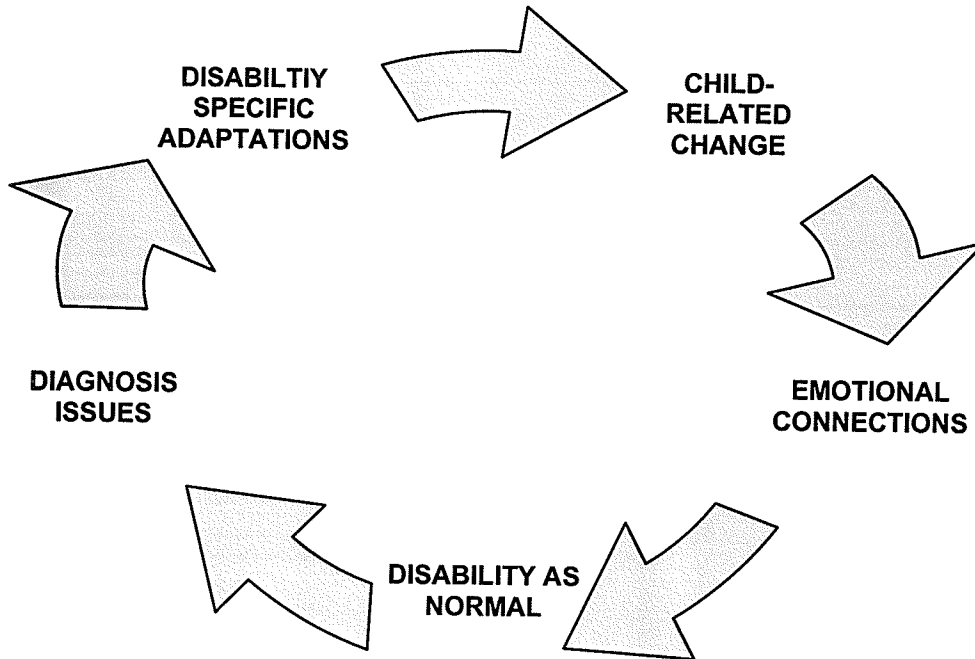 DISABILTIY
SPECIFIC
ADAPTATIONS
CHILD-
RELATED
CHANGE
EMOTIONAL
CONNECTIONS
DISABILITY AS
NORMAL
DIAGNOSIS
ISSUES